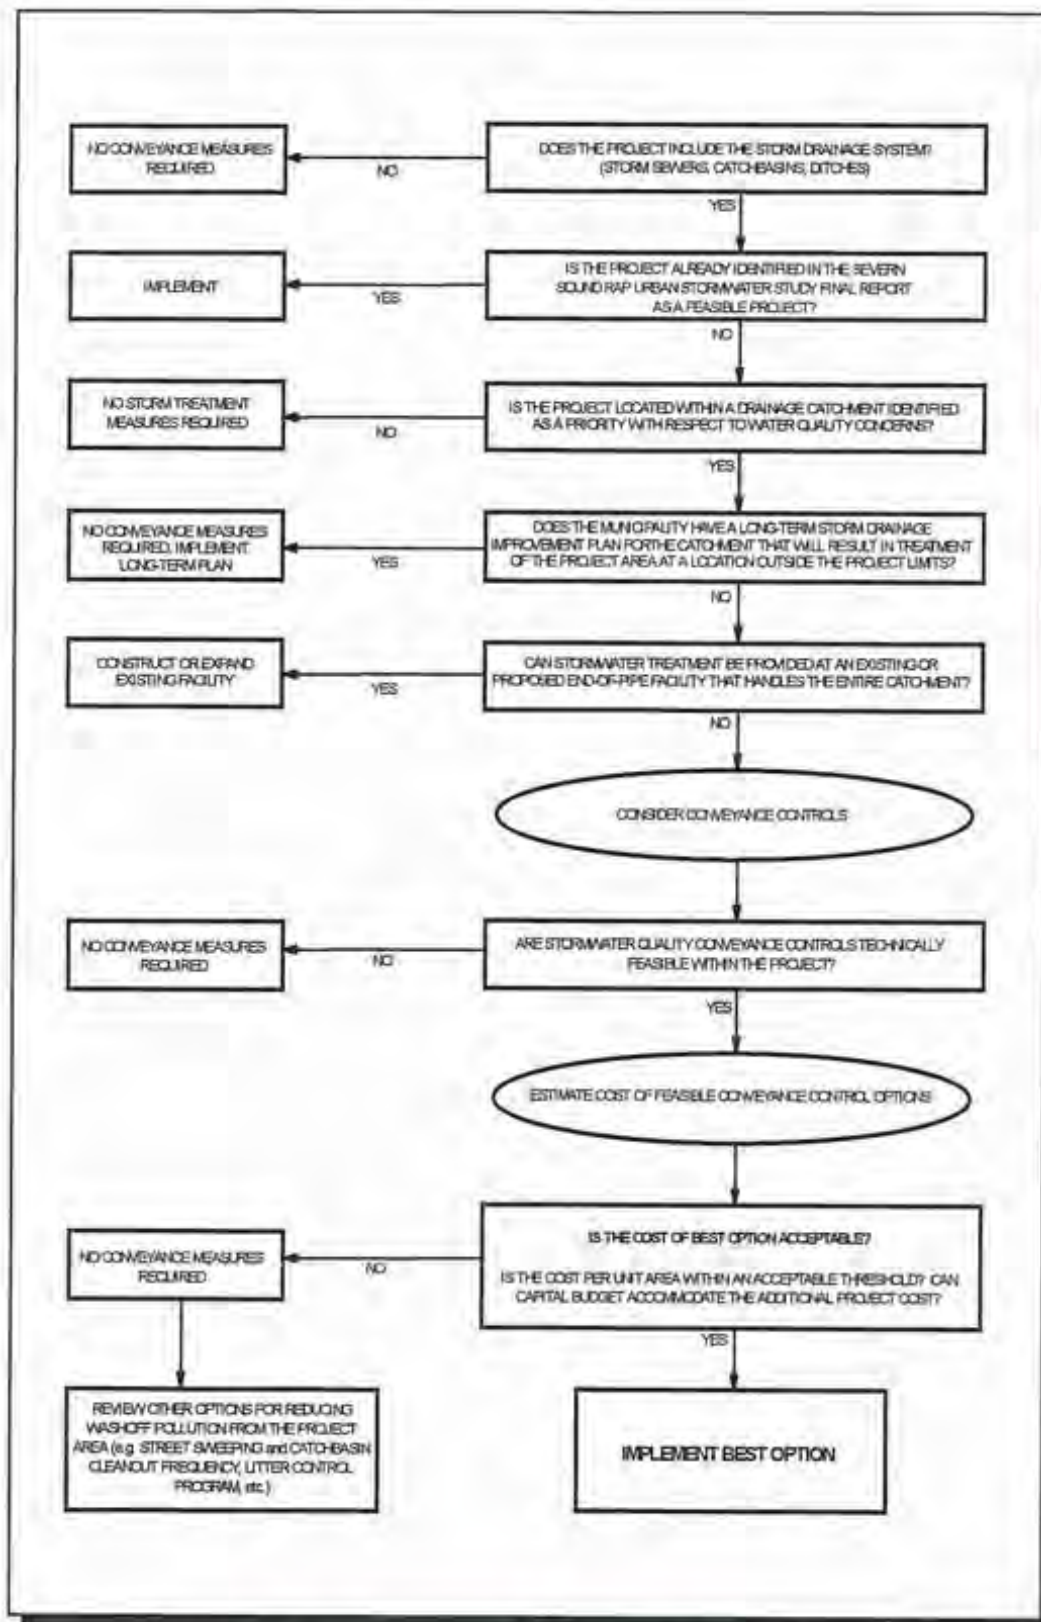 NO CONVEYANCE MEASURES
REQUIRED
NO
DOES THE PROJECT INCLUDE THE STORM DRAINAGE SYSTEM?
(STORM SEWERS, CATCHBASINS, DITCHES)
YES
IMPLEMENT
YES
IS THE PROJECT ALREADY IDENTIFIED IN THE SEVERN
SOUND RAP URBAN STORMWATER STUDY FINAL REPORT
AS A FEASIBLE PROJECT?
NO
NO STORM TREATMENT
MEASURES REQUIRED
NO
IS THE PROJECT LOCATED WITHIN A DRAINAGE CATCHMENT IDENTIFIED
AS A PRIORITY WITH RESPECT TO WATER QUALITY CONCERNS?
YES
NO CONVEYANCE MEASURES
REQUIRED, IMPLEMENT
LONG-TERM PLAN
YES
DOES THE MUNICIPALITY HAVE A LONG-TERM STORM DRAINAGE
IMPROVEMENT PLAN FOR THE CATCHMENT THAT WILL RESULT IN TREATMENT
OF THE PROJECT AREA AT A LOCATION OUTSIDE THE PROJECT LIMITS?
NO
CONSTRUCT OR EXPAND
EXISTING FACILITY
YES
CAN STORMWATER TREATMENT BE PROVIDED AT AN EXISTING OR
PROPOSED END-OF-PIPE FACILITY THAT HANDLES THE ENTIRE CATCHMENT?
NO
CONSIDER CONVEYANCE CONTROLS
NO CONVEYANCE MEASURES
REQUIRED
NO
ARE STORMWATER QUALITY CONVEYANCE CONTROLS TECHNICALLY
FEASIBLE WITHIN THE PROJECT?
YES
ESTIMATE COST OF FEASIBLE CONVEYANCE CONTROL OPTIONS
NO CONVEYANCE MEASURES
REQUIRED
NO
IS THE COST OF BEST OPTION ACCEPTABLE?
IS THE COST PER UNIT AREA WITHIN AN ACCEPTABLE THRESHOLD? CAN
CAPITAL BUDGET ACCOMMODATE THE ADDITIONAL PROJECT COST?
YES
REVIEW OTHER OPTIONS FOR REDUCING
WASHOFF POLLUTION FROM THE PROJECT
AREA (e.g. STREET SWEEPING and CATCHBASIN
CLEANOUT FREQUENCY, LITTER CONTROL
PROGRAM, etc.)
IMPLEMENT BEST OPTION